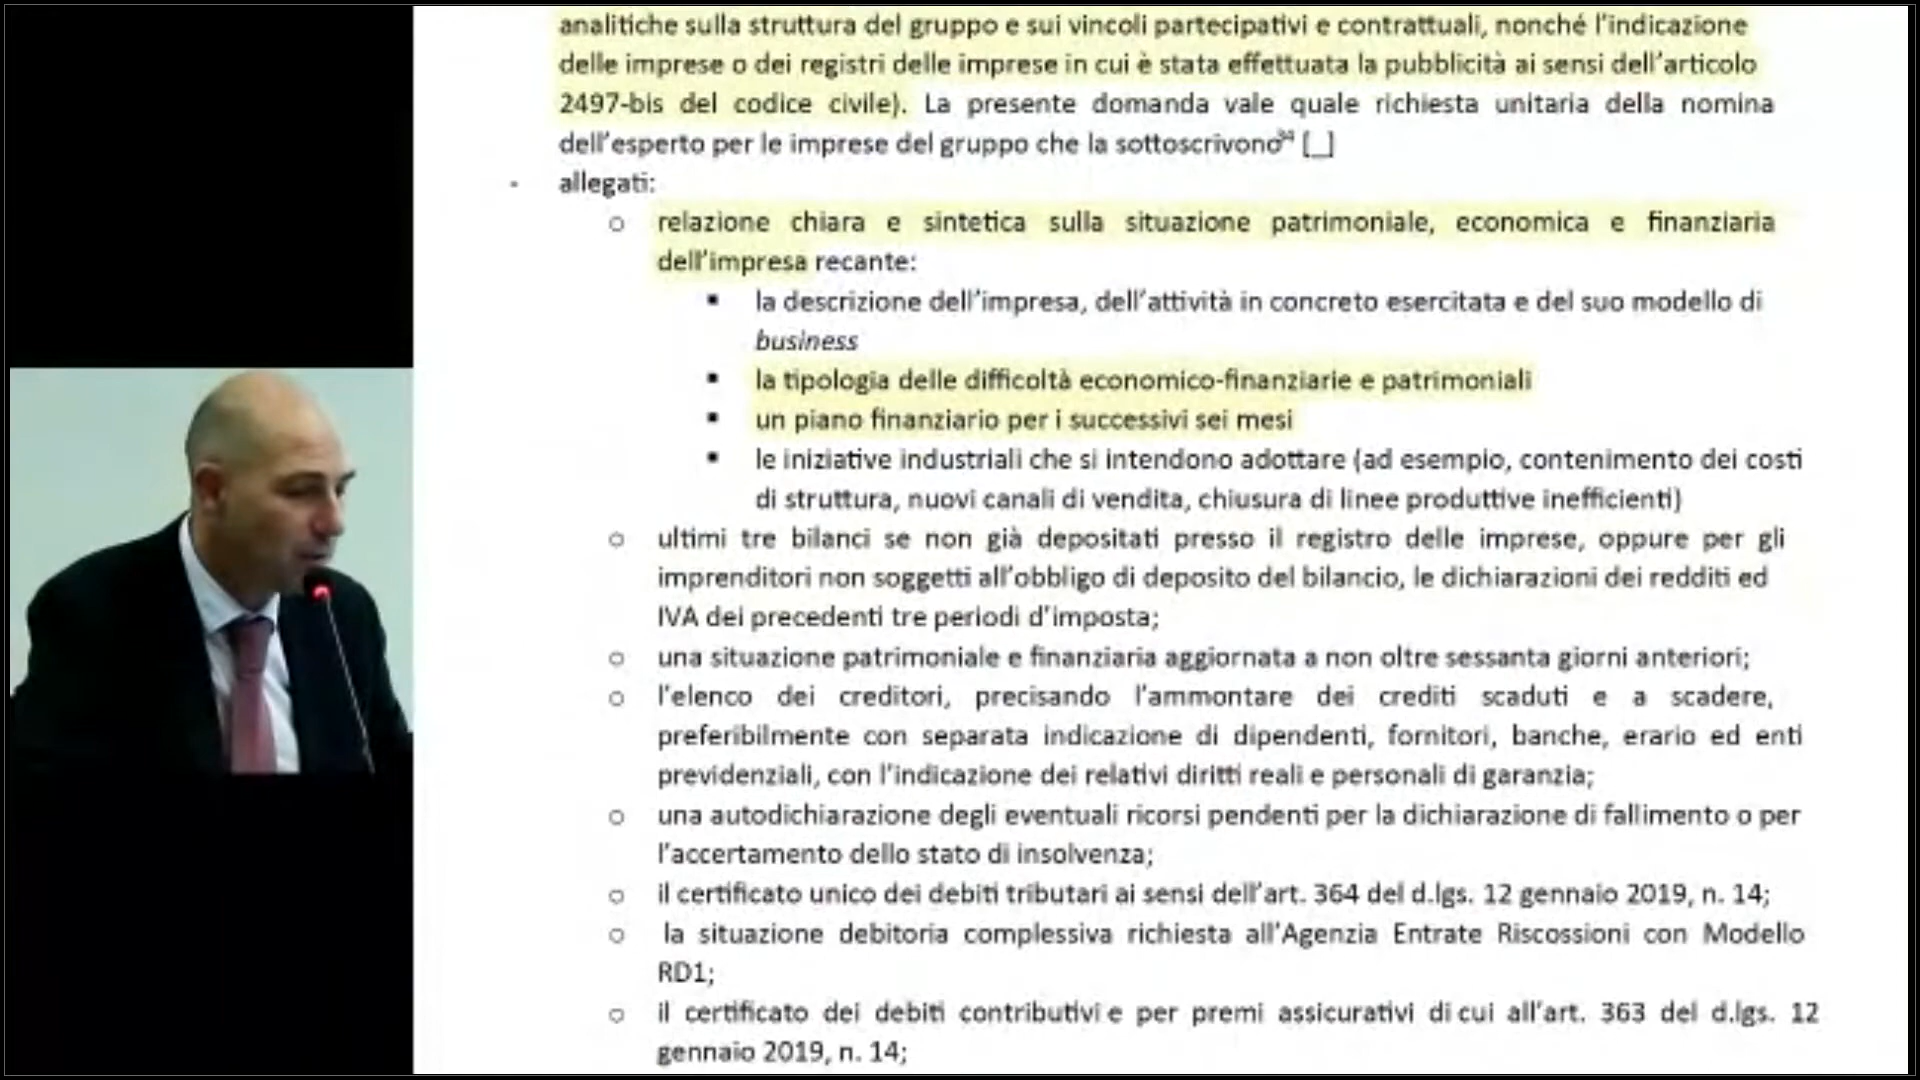 analitiche sulla struttura del gruppo e sui vincoli partecipativi e contrattuali, nonché l'indicazione
delle imprese o dei registri delle imprese in cui è stata effettuata la pubblicità ai sensi dell'articolo
2497-bis del codice civile). La presente domanda vale quale richiesta unitaria della nomina
dell'esperto per le imprese del gruppo che la sottoscrivono³⁴ [_]
- allegati:
o relazione chiara e sintetica sulla situazione patrimoniale, economica e finanziaria
dell'impresa recante:
▪ la descrizione dell'impresa, dell'attività in concreto esercitata e del suo modello di
business
▪ la tipologia delle difficoltà economico-finanziarie e patrimoniali
▪ un piano finanziario per i successivi sei mesi
▪ le iniziative industriali che si intendono adottare (ad esempio, contenimento dei costi
di struttura, nuovi canali di vendita, chiusura di linee produttive inefficienti)
o ultimi tre bilanci se non già depositati presso il registro delle imprese, oppure per gli
imprenditori non soggetti all'obbligo di deposito del bilancio, le dichiarazioni dei redditi ed
IVA dei precedenti tre periodi d'imposta;
o una situazione patrimoniale e finanziaria aggiornata a non oltre sessanta giorni anteriori;
o l'elenco dei creditori, precisando l'ammontare dei crediti scaduti e a scadere,
preferibilmente con separata indicazione di dipendenti, fornitori, banche, erario ed enti
previdenziali, con l'indicazione dei relativi diritti reali e personali di garanzia;
o una autodichiarazione degli eventuali ricorsi pendenti per la dichiarazione di fallimento o per
l'accertamento dello stato di insolvenza;
o il certificato unico dei debiti tributari ai sensi dell'art. 364 del d.lgs. 12 gennaio 2019, n. 14;
o la situazione debitoria complessiva richiesta all'Agenzia Entrate Riscossioni con Modello
RD1;
o il certificato dei debiti contributivi e per premi assicurativi di cui all'art. 363 del d.lgs. 12
gennaio 2019, n. 14;